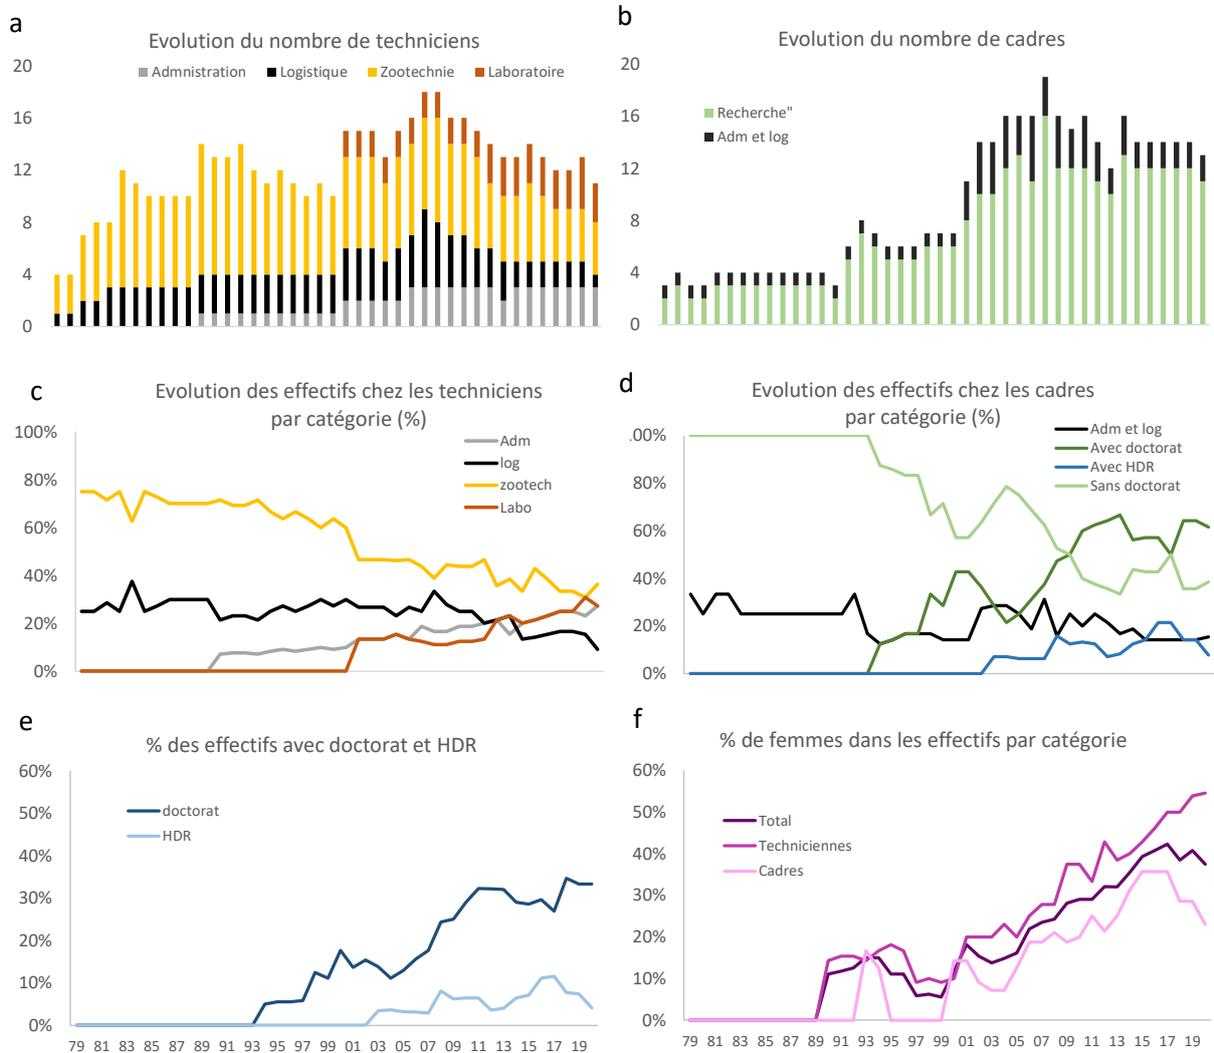 a
Evolution du nombre de techniciens
Admnistration Logistique Zootechnie Laboratoire
20
16
12
8
4
0
b
Evolution du nombre de cadres
Recherche"
Adm et log
20
16
12
8
4
0
c
Evolution des effectifs chez les techniciens
par catégorie (%)
Adm
log
zootech
Labo
100%
80%
60%
40%
20%
0%
d
Evolution des effectifs chez les cadres
par catégorie (%)
Adm et log
Avec doctorat
Avec HDR
Sans doctorat
.00%
80%
60%
40%
20%
0%
e
% des effectifs avec doctorat et HDR
doctorat
HDR
60%
50%
40%
30%
20%
10%
0%
79 81 83 85 87 89 91 93 95 97 99 01 03 05 07 09 11 13 15 17 19
f
% de femmes dans les effectifs par catégorie
Total
Techniciennes
Cadres
60%
50%
40%
30%
20%
10%
0%
79 81 83 85 87 89 91 93 95 97 99 01 03 05 07 09 11 13 15 17 19